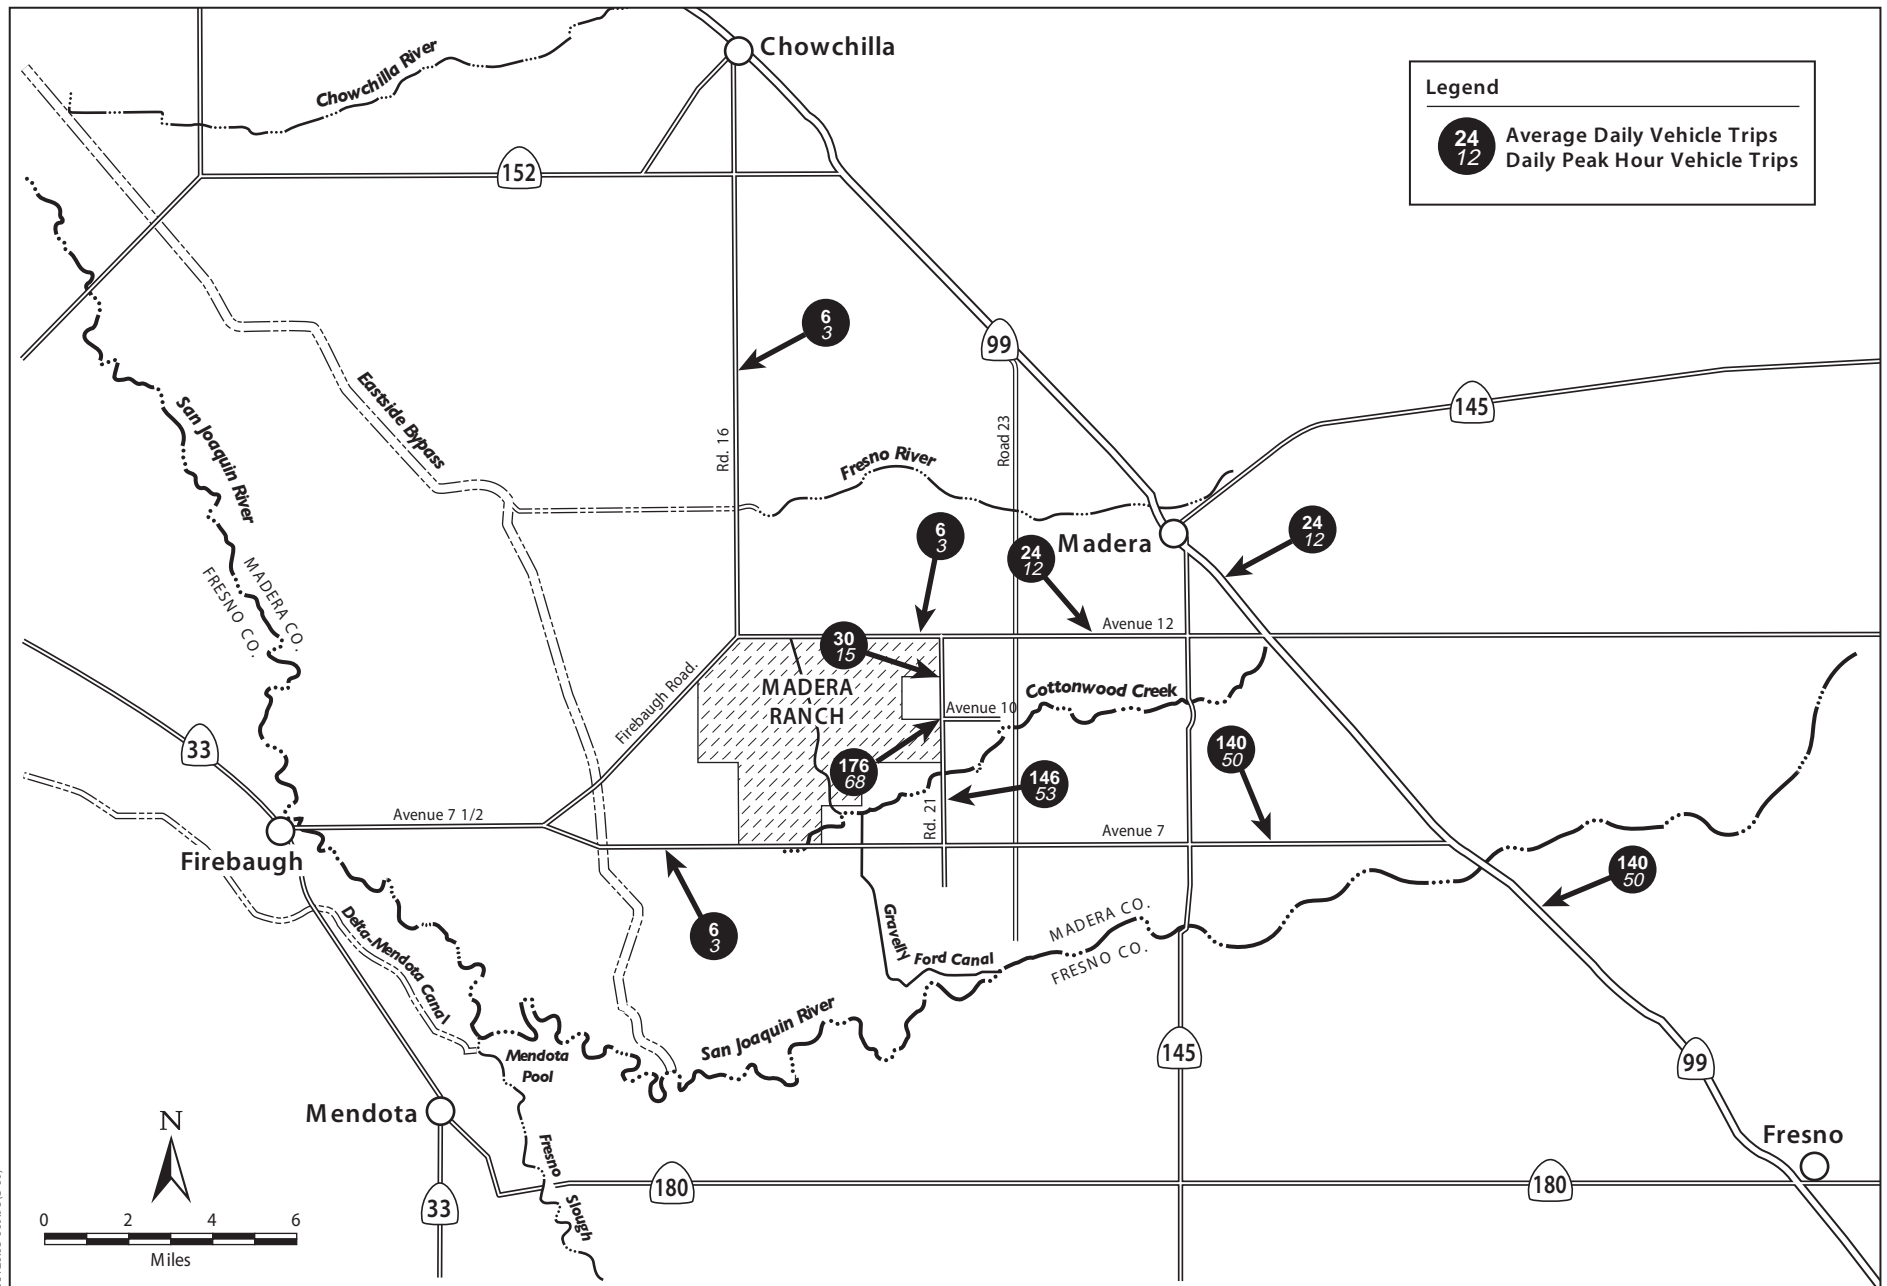 Chowchilla
Chowchilla River
Legend
24
12
Average Daily Vehicle Trips
Daily Peak Hour Vehicle Trips
152
6
3
99
145
San Joaquin River
Eastside Bypass
Rd. 16
Road 23
Fresno River
MADERA CO.
FRESNO CO.
6
3
24
12
Madera
24
12
Avenue 12
30
15
Firebaugh Road.
MADERA
RANCH
Cottonwood Creek
Avenue 10
33
176
68
146
53
140
50
Avenue 7 1/2
Rd. 21
Avenue 7
Firebaugh
140
50
6
3
Delta-Mendota Canal
Gravelly
Ford Canal
MADERA CO.
FRESNO CO.
San Joaquin River
Mendota
Pool
145
99
Mendota
N
Fresno
Fresno
Slough
33
180
180
0 2 4 6
Miles